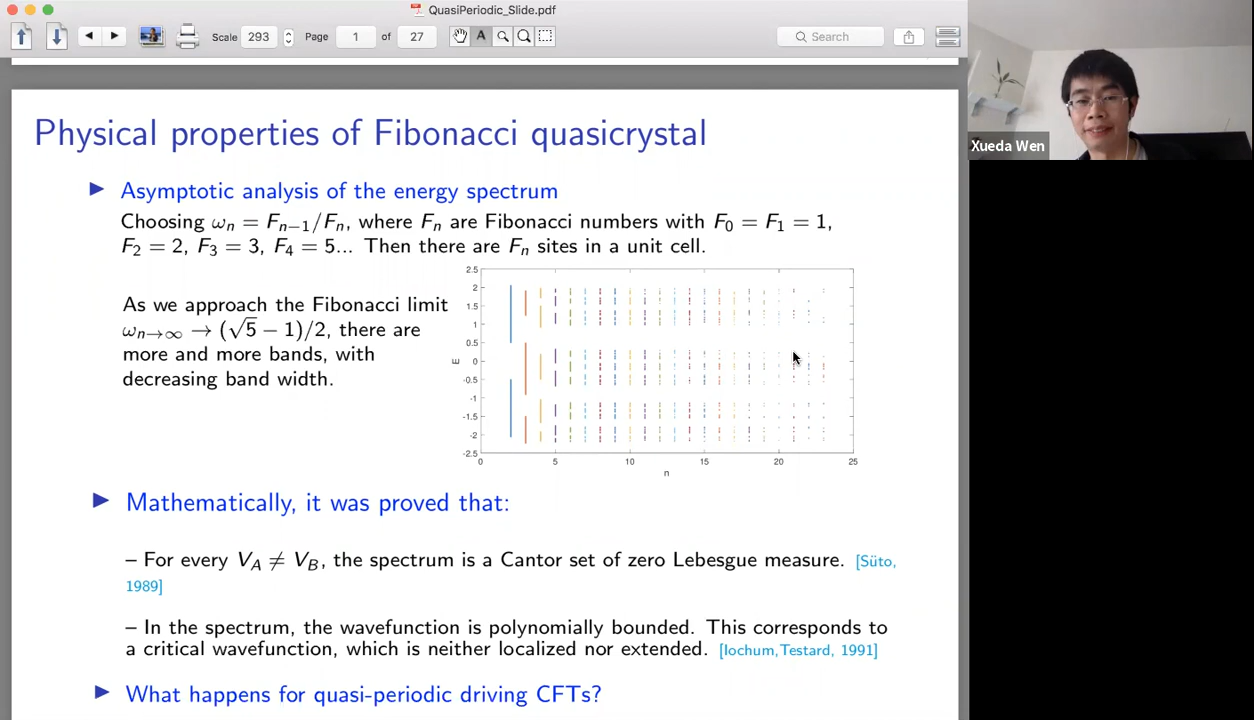 QuasiPeriodic_Slide.pdf
Scale 293 Page 1 of 27 A Search
Xueda Wen
Physical properties of Fibonacci quasicrystal
▶ Asymptotic analysis of the energy spectrum
Choosing ωₙ = Fₙ₋₁/Fₙ, where Fₙ are Fibonacci numbers with F₀ = F₁ = 1,
F₂ = 2, F₃ = 3, F₄ = 5... Then there are Fₙ sites in a unit cell.
As we approach the Fibonacci limit
ωₙ→∞ → (√5 − 1)/2, there are
more and more bands, with
decreasing band width.
2.5
2
1.5
1
0.5
0
-0.5
-1
-1.5
-2
-2.5
E
0 5 10 15 20 25
n
▶ Mathematically, it was proved that:
– For every V_A ≠ V_B, the spectrum is a Cantor set of zero Lebesgue measure. [Süto,
1989]
– In the spectrum, the wavefunction is polynomially bounded. This corresponds to
a critical wavefunction, which is neither localized nor extended. [Iochum,Testard, 1991]
▶ What happens for quasi-periodic driving CFTs?